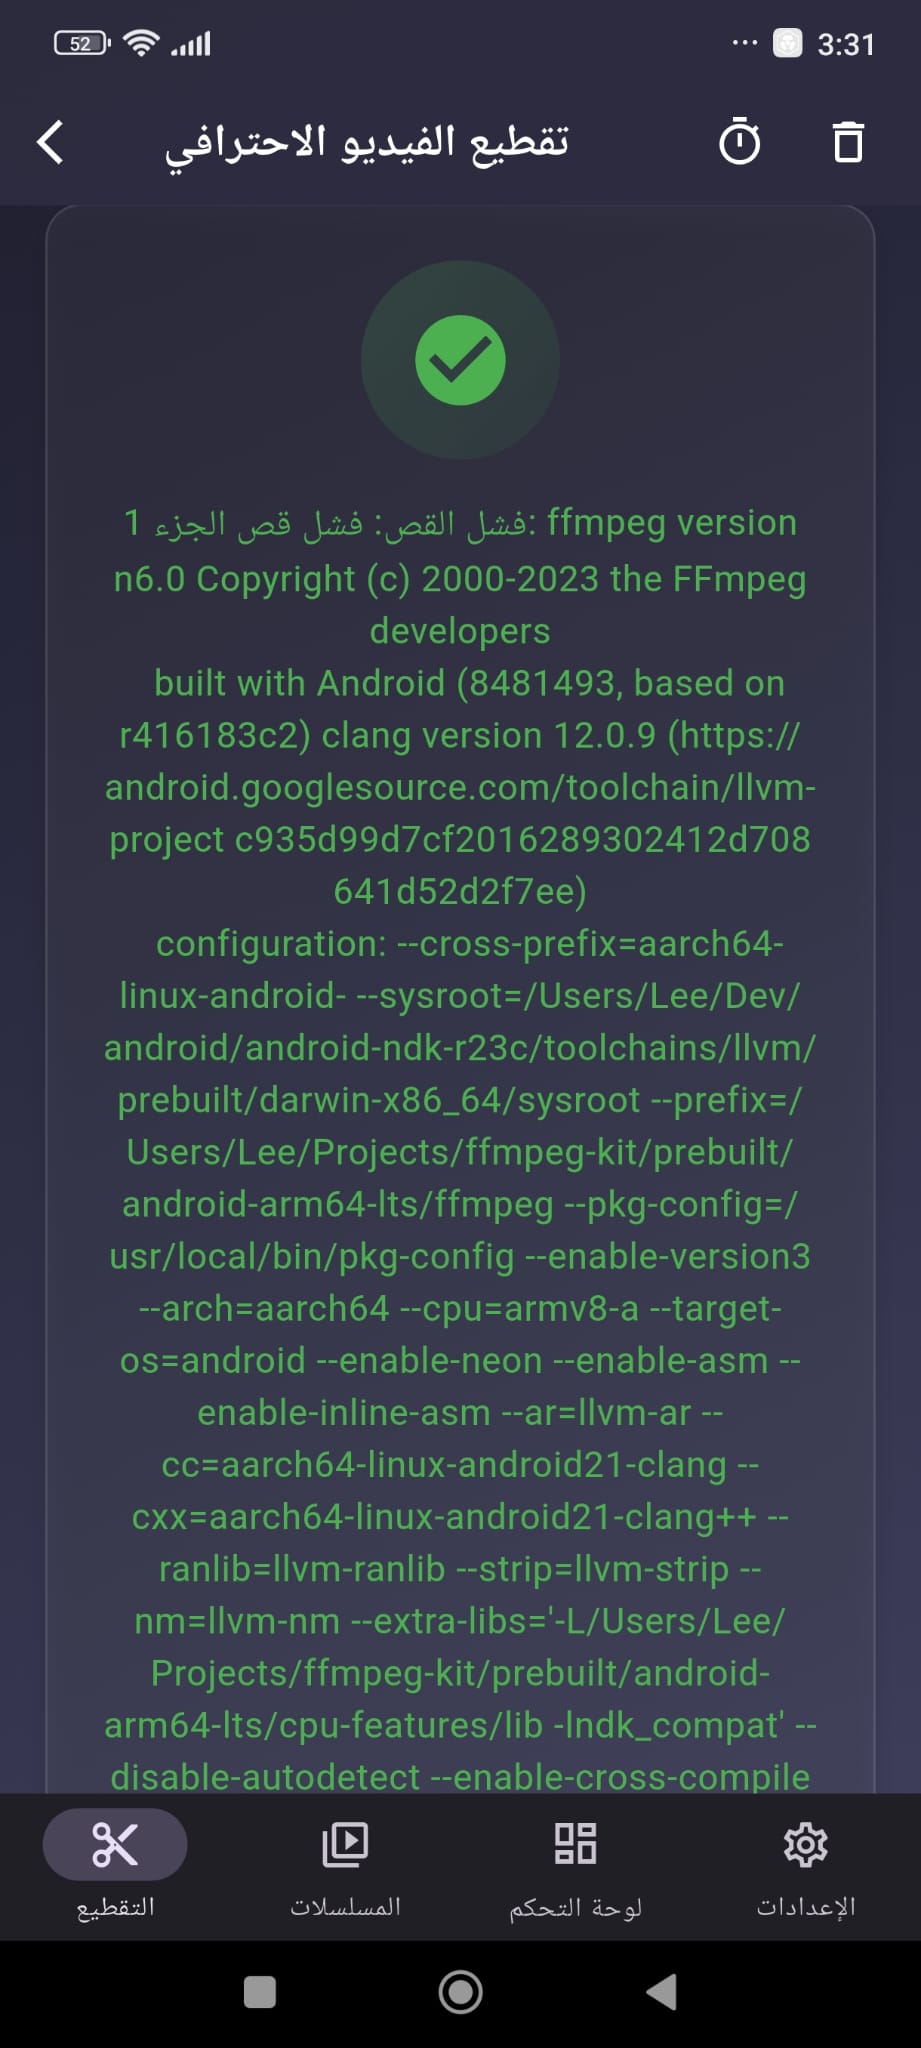 52
... 3:31
تقطيع الفيديو الاحترافي
فشل القص: فشل قص الجزء 1: ffmpeg version
n6.0 Copyright (c) 2000-2023 the FFmpeg
developers
built with Android (8481493, based on
r416183c2) clang version 12.0.9 (https://
android.googlesource.com/toolchain/llvm-
project c935d99d7cf2016289302412d708
641d52d2f7ee)
configuration: --cross-prefix=aarch64-
linux-android- --sysroot=/Users/Lee/Dev/
android/android-ndk-r23c/toolchains/llvm/
prebuilt/darwin-x86_64/sysroot --prefix=/
Users/Lee/Projects/ffmpeg-kit/prebuilt/
android-arm64-lts/ffmpeg --pkg-config=/
usr/local/bin/pkg-config --enable-version3
--arch=aarch64 --cpu=armv8-a --target-
os=android --enable-neon --enable-asm --
enable-inline-asm --ar=llvm-ar --
cc=aarch64-linux-android21-clang --
cxx=aarch64-linux-android21-clang++ --
ranlib=llvm-ranlib --strip=llvm-strip --
nm=llvm-nm --extra-libs='-L/Users/Lee/
Projects/ffmpeg-kit/prebuilt/android-
arm64-lts/cpu-features/lib -lndk_compat' --
disable-autodetect --enable-cross-compile
الإعدادات
لوحة التحكم
المسلسلات
التقطيع